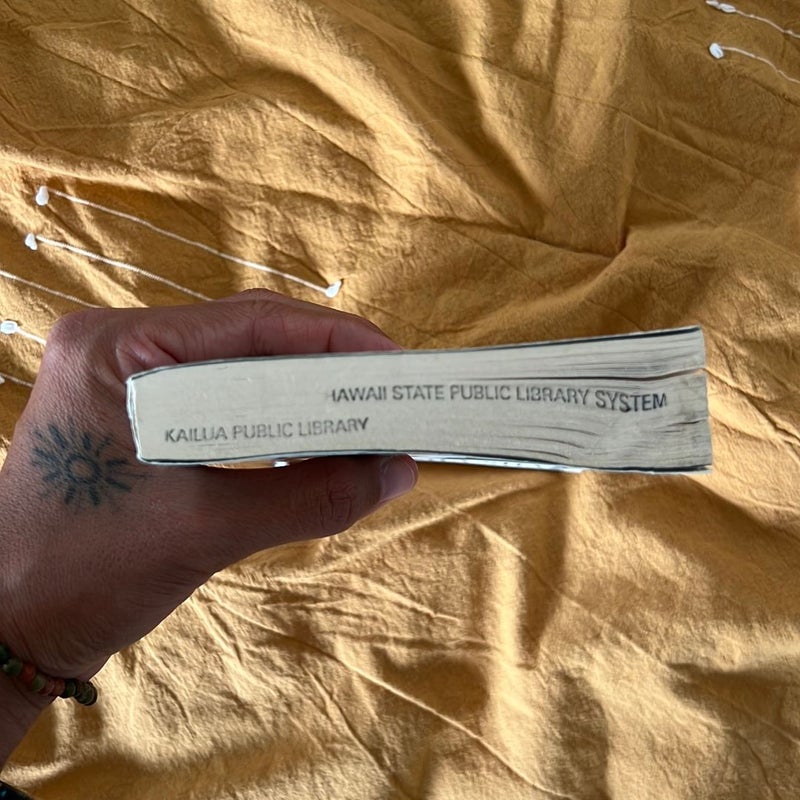 HAWAII STATE PUBLIC LIBRARY SYSTEM
KAILUA PUBLIC LIBRARY